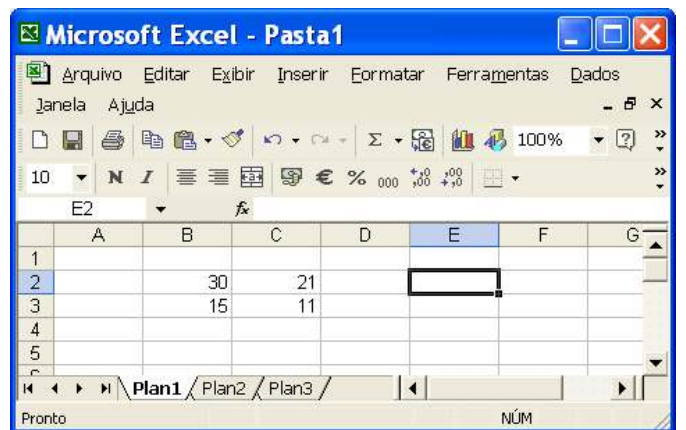 Microsoft Excel - Pasta1
Arquivo Editar Exibir Inserir Formatar Ferramentas Dados
Janela Ajuda
100%
10 N I % 000
E2 fx
A B C D E F G
1
2 30 21
3 15 11
4
5
Plan1 Plan2 Plan3
Pronto NÚM